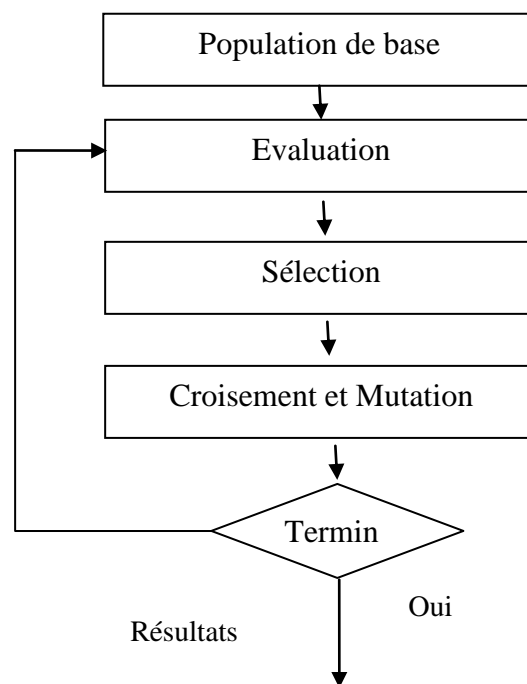 Population de base
Evaluation
Sélection
Croisement et Mutation
Termin
Oui
Résultats